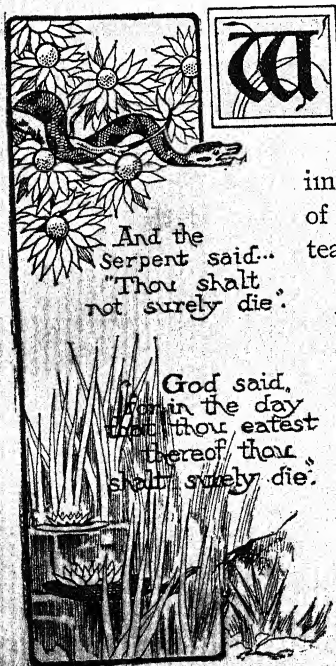 W
im
of
tea
And the
Serpent said...
"Thou shalt
not surely die".
God said,
for in the day
that thou eatest
thereof thou
shalt surely die".